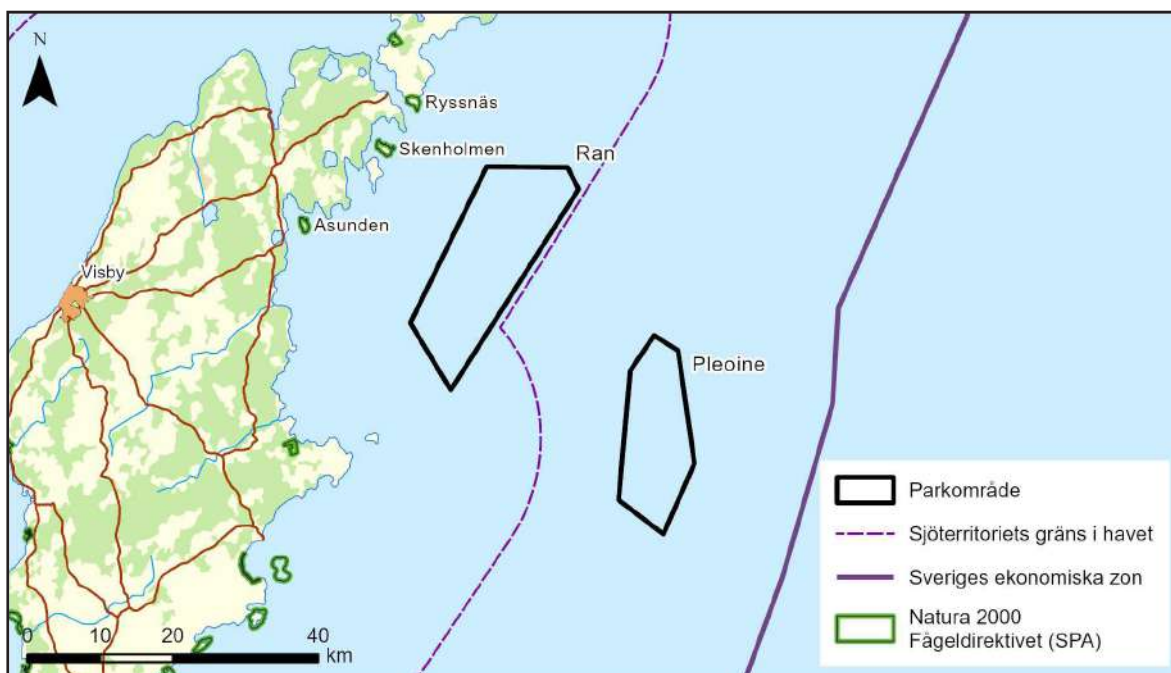 N
Ryssnäs
Skenholmen
Ran
Asunden
Visby
Pleoine
Parkområde
Sjöterritoriets gräns i havet
Sveriges ekonomiska zon
Natura 2000
Fågeldirektivet (SPA)
0 10 20 40
km